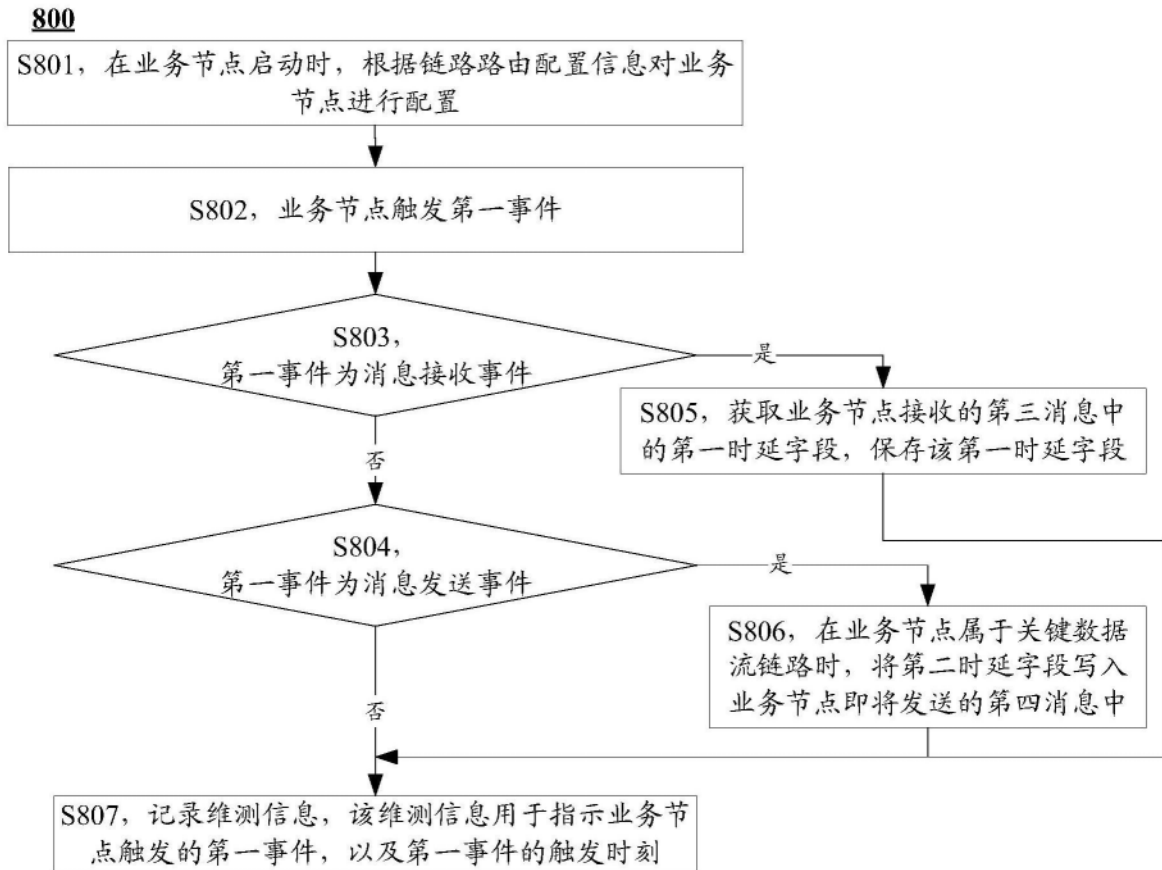 800
S801，在业务节点启动时，根据链路路由配置信息对业务
节点进行配置
S802，业务节点触发第一事件
S803，
第一事件为消息接收事件
是
S805，获取业务节点接收的第三消息中
的第一时延字段，保存该第一时延字段
否
S804，
第一事件为消息发送事件
是
S806，在业务节点属于关键数据
流链路时，将第二时延字段写入
业务节点即将发送的第四消息中
否
S807，记录维测信息，该维测信息用于指示业务节
点触发的第一事件，以及第一事件的触发时刻